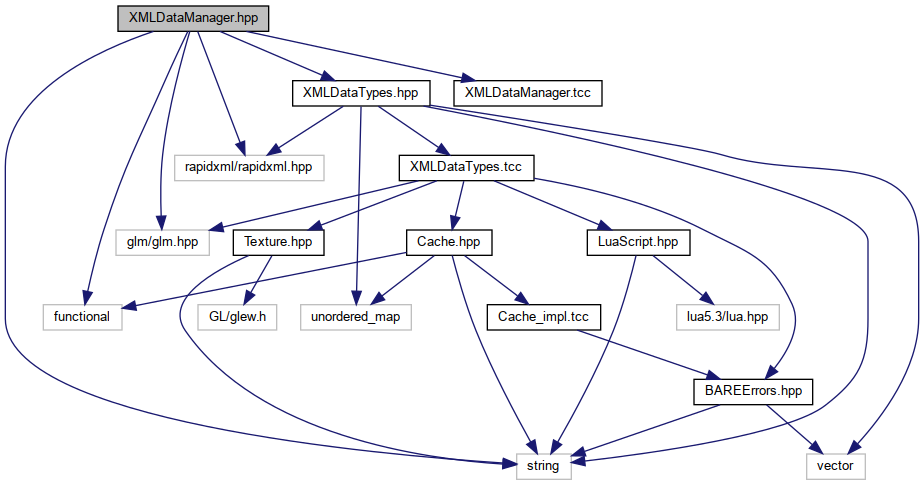 XMLDataManager.hpp
XMLDataTypes.hpp
XMLDataManager.tcc
rapidxml/rapidxml.hpp
XMLDataTypes.tcc
glm/glm.hpp
Texture.hpp
Cache.hpp
LuaScript.hpp
functional
GL/glew.h
unordered_map
Cache_impl.tcc
lua5.3/lua.hpp
BAREErrors.hpp
string
vector